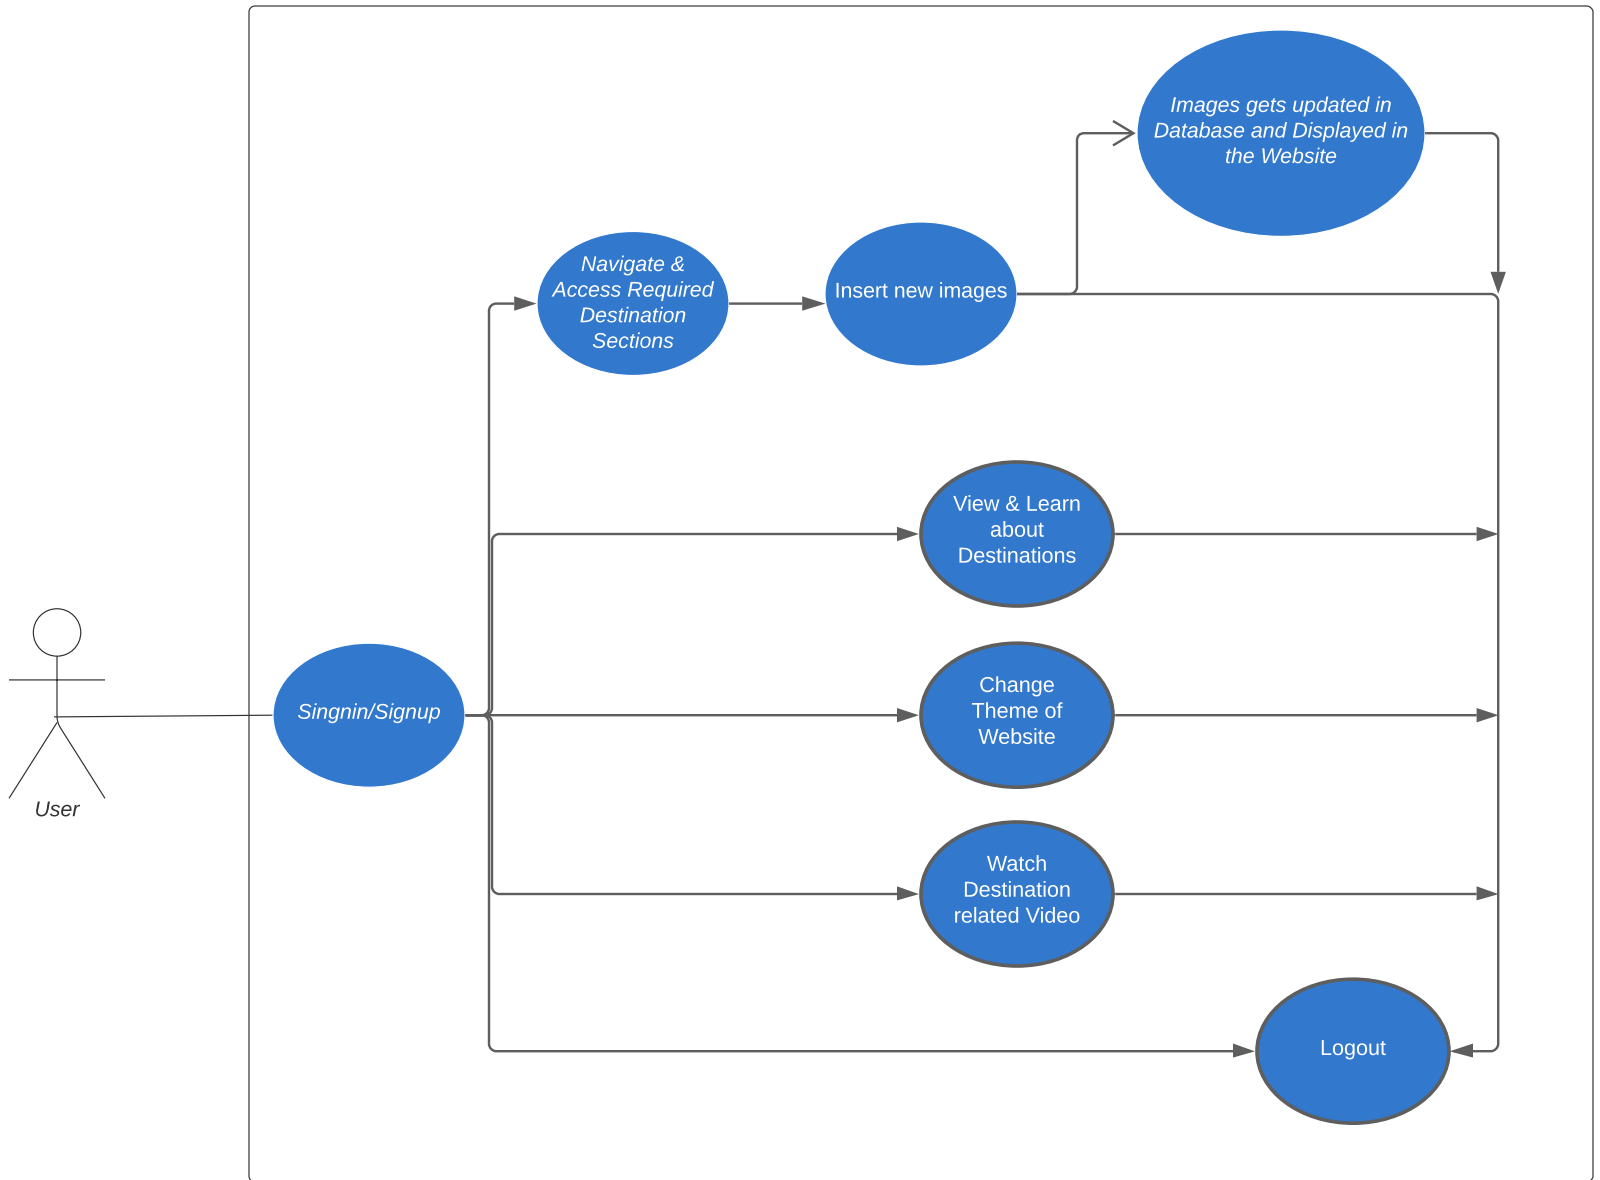 Images gets updated in
Database and Displayed in
the Website
Navigate &
Access Required
Destination
Sections
Insert new images
View & Learn
about
Destinations
Singnin/Signup
Change
Theme of
Website
User
Watch
Destination
related Video
Logout